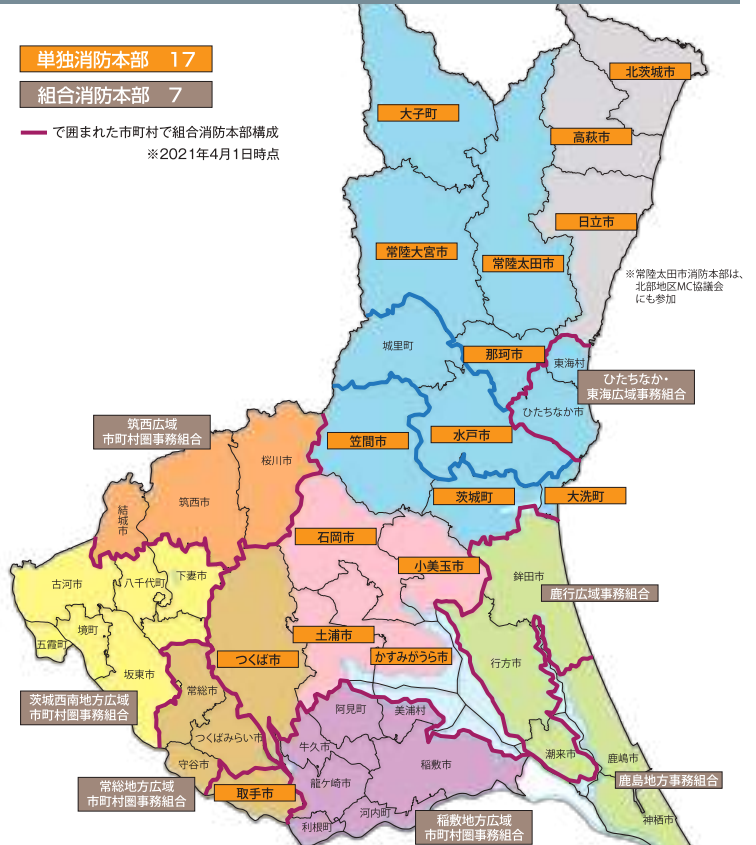 単独消防本部 17
組合消防本部 7
で囲まれた市町村で組合消防本部構成
※2021年4月1日時点
北茨城市
大子町
高萩市
日立市
常陸大宮市
常陸太田市
※常陸太田市消防本部は、
北部地区MC協議会
にも参加
城里町
那珂市
東海村
ひたちなか・
東海広域事務組合
ひたちなか市
筑西広域
市町村圏事務組合
笠間市
水戸市
桜川市
筑西市
結城市
茨城町
大洗町
石岡市
小美玉市
鉾田市
鹿行広域事務組合
古河市
八千代町
下妻市
境町
五霞町
坂東市
土浦市
かすみがうら市
つくば市
行方市
茨城西南地方広域
市町村圏事務組合
常総市
つくばみらい市
守谷市
阿見町
美浦村
牛久市
稲敷市
潮来市
鹿嶋市
鹿島地方事務組合
常総地方広域
市町村圏事務組合
取手市
龍ケ崎市
河内町
利根町
稲敷地方広域
市町村圏事務組合
神栖市